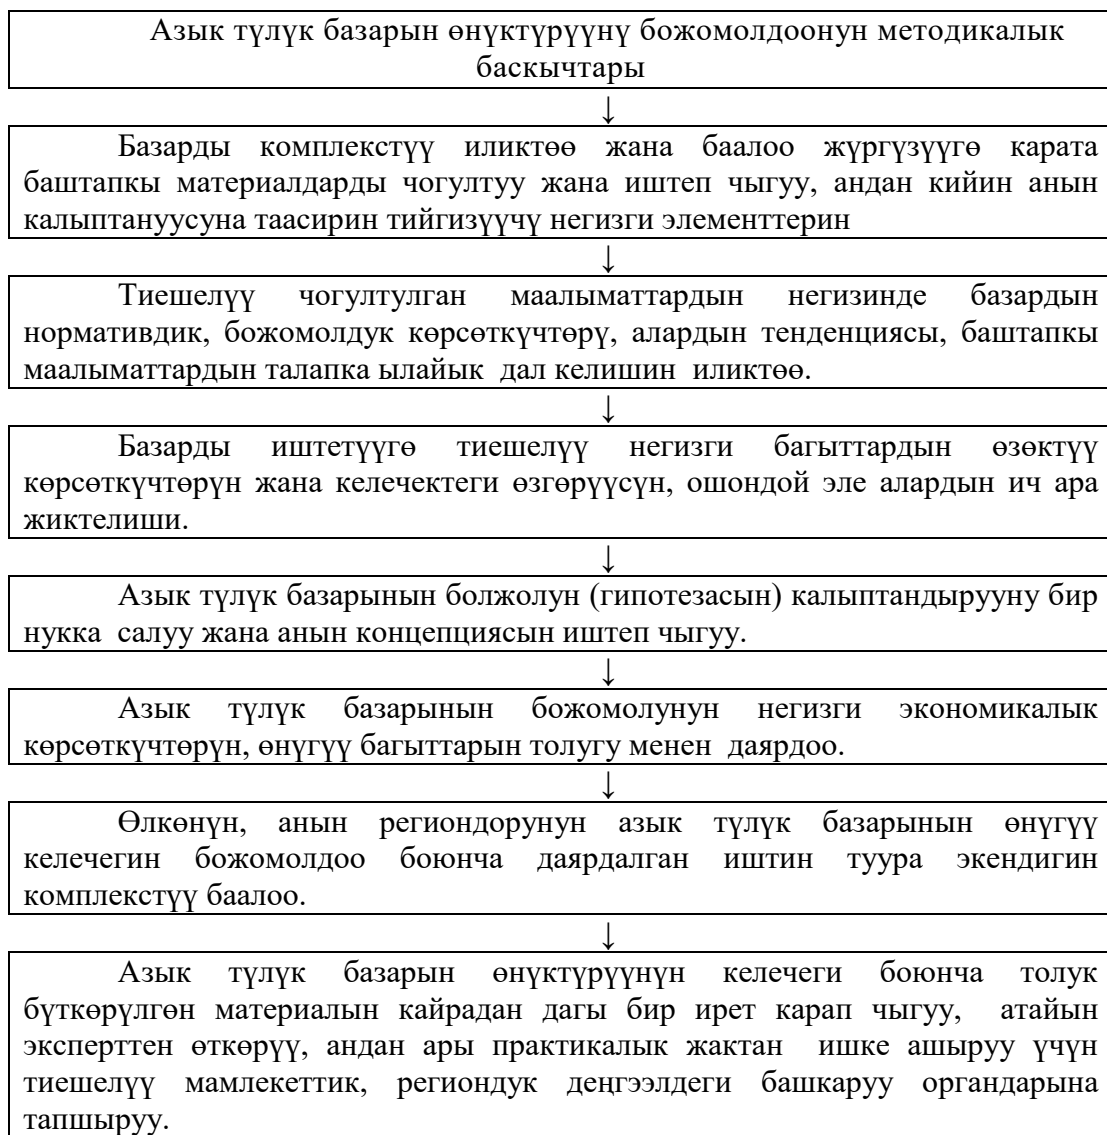 Азык түлүк базарын өнүктүрүүнү божомолдоонун методикалык
баскычтары
↓
Базарды комплекстүү иликтөө жана баалоо жүргүзүүгө карата
баштапкы материалдарды чогултуу жана иштеп чыгуу, андан кийин анын
калыптануусуна таасирин тийгизүүчү негизги элементтерин
↓
Тиешелүү чогултулган маалыматтардын негизинде базардын
нормативдик, божомолдук көрсөткүчтөрү, алардын тенденциясы, баштапкы
маалыматтардын талапка ылайык дал келишин иликтөө.
↓
Базарды иштетүүгө тиешелүү негизги багыттардын өзөктүү
көрсөткүчтөрүн жана келечектеги өзгөрүүсүн, ошондой эле алардын ич ара
жиктелиши.
↓
Азык түлүк базарынын болжолун (гипотезасын) калыптандырууну бир
нукка салуу жана анын концепциясын иштеп чыгуу.
↓
Азык түлүк базарынын божомолунун негизги экономикалык
көрсөткүчтөрүн, өнүгүү багыттарын толугу менен даярдоо.
↓
Өлкөнүн, анын региондорунун азык түлүк базарынын өнүгүү
келечегин божомолдоо боюнча даярдалган иштин туура экендигин
комплекстүү баалоо.
↓
Азык түлүк базарын өнүктүрүүнүн келечеги боюнча толук
бүткөрүлгөн материалын кайрадан дагы бир ирет карап чыгуу, атайын
эксперттен өткөрүү, андан ары практикалык жактан ишке ашыруу үчүн
тиешелүү мамлекеттик, региондук деңгээлдеги башкаруу органдарына
тапшыруу.